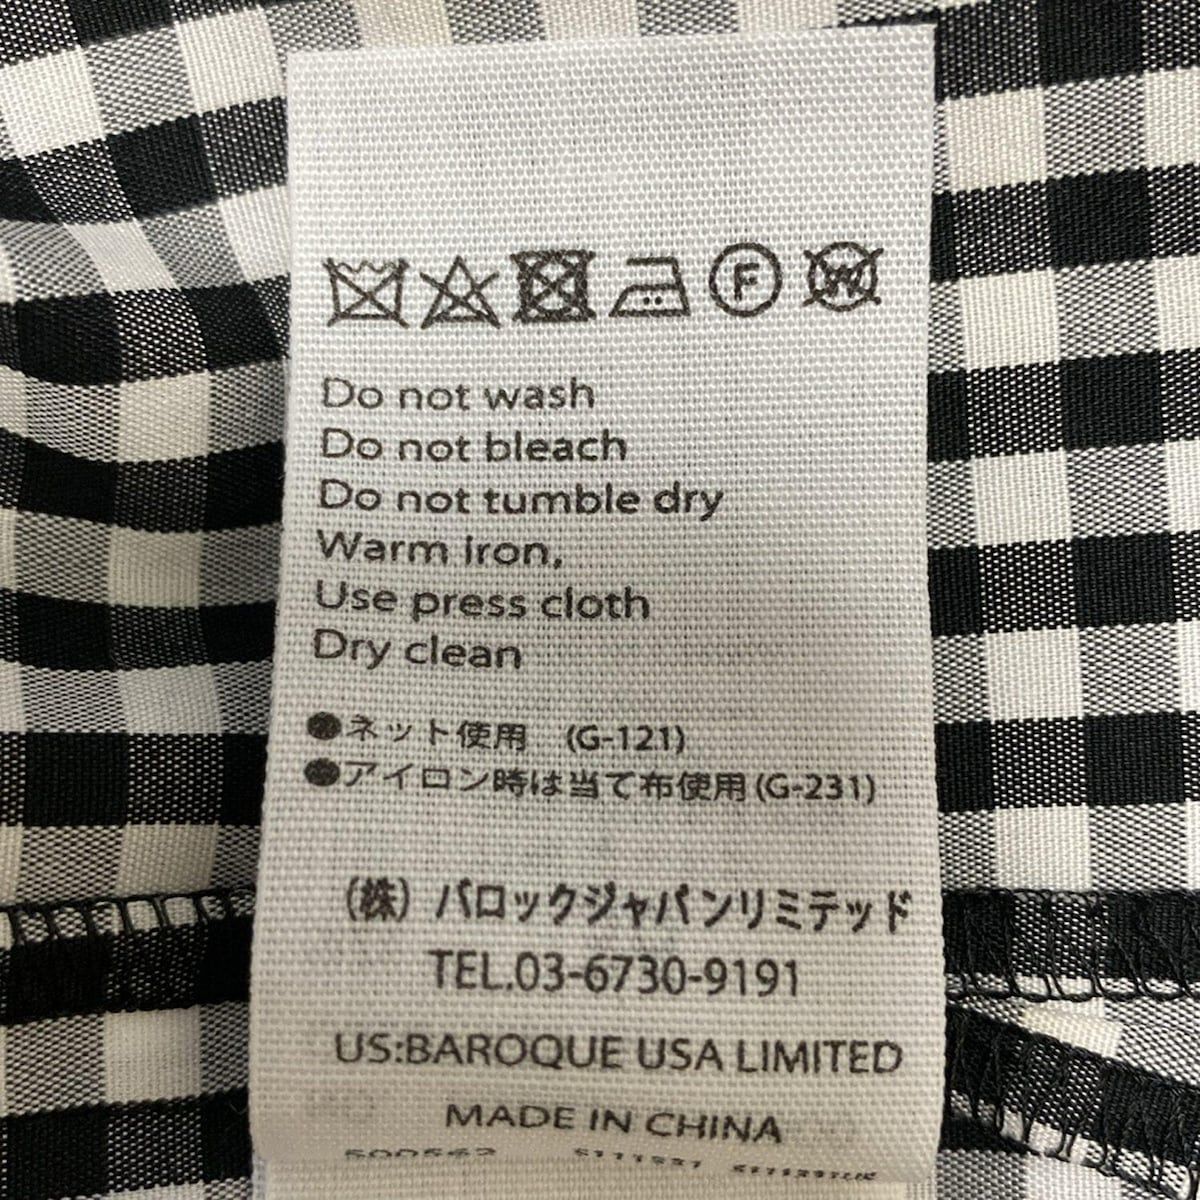 F W
Do not wash
Do not bleach
Do not tumble dry
Warm Iron,
Use press cloth
Dry clean
●ネット使用 (G-121)
●アイロン時は当て布使用(G-231)
(株) バロックジャパンリミテッド
TEL.03-6730-9191
US:BAROQUE USA LIMITED
MADE IN CHINA